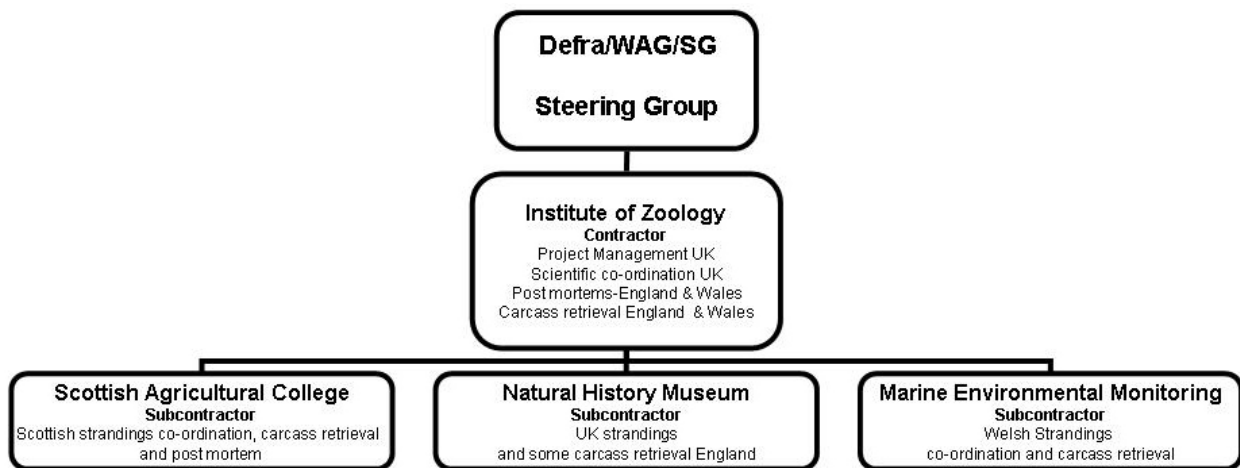 Defra/WAG/SG
Steering Group
Institute of Zoology
Contractor
Project Management UK
Scientific co-ordination UK
Post mortems-England & Wales
Carcass retrieval England & Wales
Scottish Agricultural College
Subcontractor
Scottish strandings co-ordination, carcass retrieval
and post mortem
Natural History Museum
Subcontractor
UK strandings
and some carcass retrieval England
Marine Environmental Monitoring
Subcontractor
Welsh Strandings
co-ordination and carcass retrieval